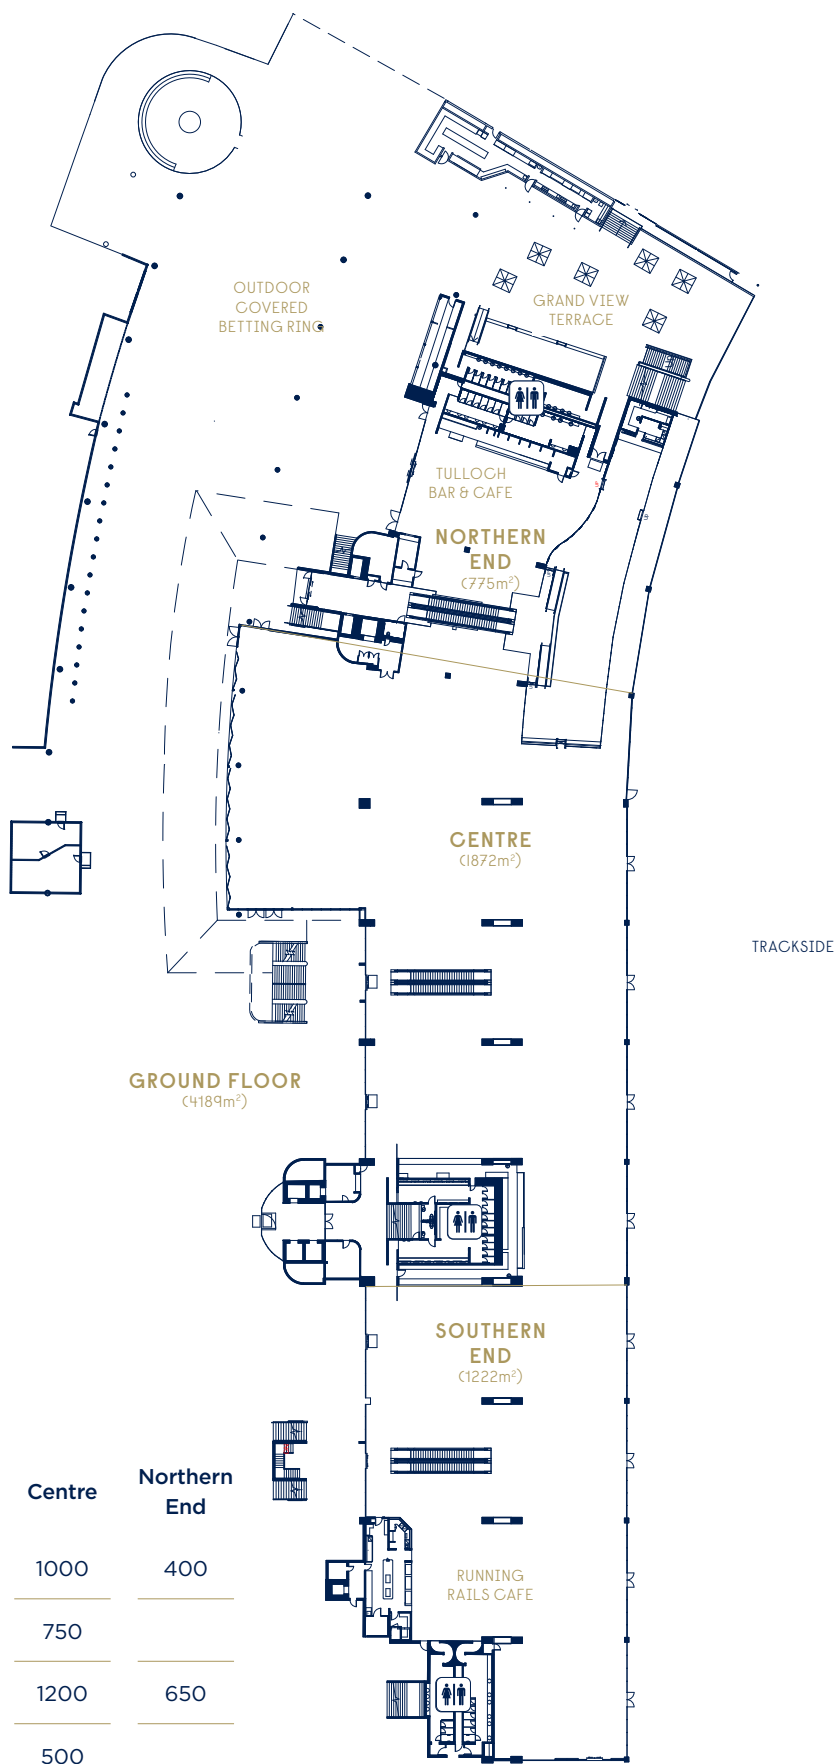 OUTDOOR
COVERED
BETTING RING
GRAND VIEW
TERRACE
TULLOCH
BAR & CAFE
NORTHERN
END
(775m²)
CENTRE
(1872m²)
TRACKSIDE
GROUND FLOOR
(4189m²)
SOUTHERN
END
(1222m²)
RUNNING
RAILS CAFE
Centre
Northern
End
1000 400
750
1200 650
500